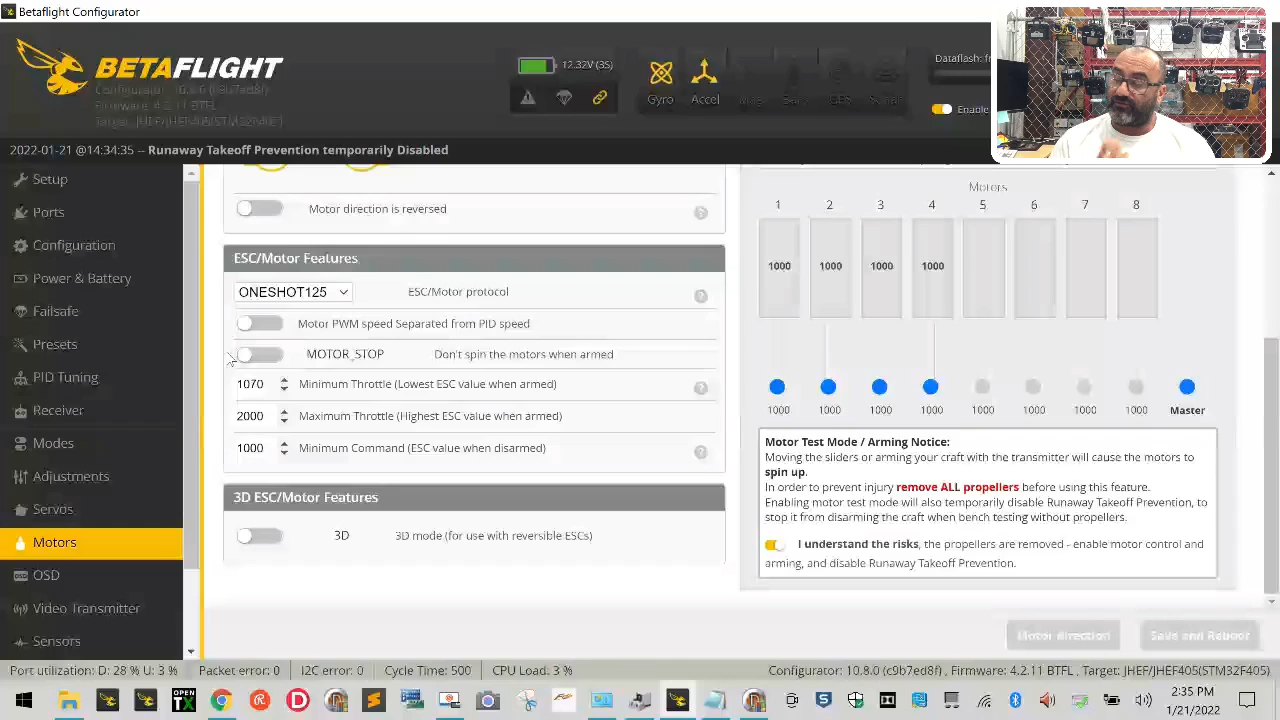 Betaflight Configurator
BETAFLIGHT
12.32V (3S)
Gyro
Accel
Dataflash: fr
Enable
2022-01-21 @14:34:35 -- Runaway Takeoff Prevention temporarily Disabled
Setup
Ports
Configuration
Power & Battery
Failsafe
Presets
PID Tuning
Receiver
Modes
Adjustments
Servos
Motors
OSD
Video Transmitter
Sensors
Motor direction is reversed
ESC/Motor Features
ONESHOT125 ESC/Motor protocol
Motor PWM speed Separated from PID speed
MOTOR_STOP Don't spin the motors when armed
1070 Minimum Throttle (Lowest ESC value when armed)
2000 Maximum Throttle (Highest ESC value when armed)
1000 Minimum Command (ESC value when disarmed)
3D ESC/Motor Features
3D 3D mode (for use with reversible ESCs)
Motors
1 2 3 4 5 6 7 8
1000 1000 1000 1000
1000 1000 1000 1000 1000 1000 1000 1000 Master
Motor Test Mode / Arming Notice:
Moving the sliders or arming your craft with the transmitter will cause the motors to
spin up.
In order to prevent injury remove ALL propellers before using this feature.
Enabling motor test mode will also temporarily disable Runaway Takeoff Prevention, to
stop it from disarming the craft when bench testing without propellers.
I understand the risks, the propellers are removed - enable motor control and
arming, and disable Runaway Takeoff Prevention.
Motor direction
Save and Reboot
Port utilization: D: 28 % U: 3 % Packet error: 0 I2C error: 0 Cycle Time: 500 CPU Load: 3 % Configurator: 10.8.0 (c9b7ed8f), Firmware: 4.2.11 BTFL, Target: JHEF/JHEF405(STM32F405)
OPEN
TX
2:35 PM
1/21/2022